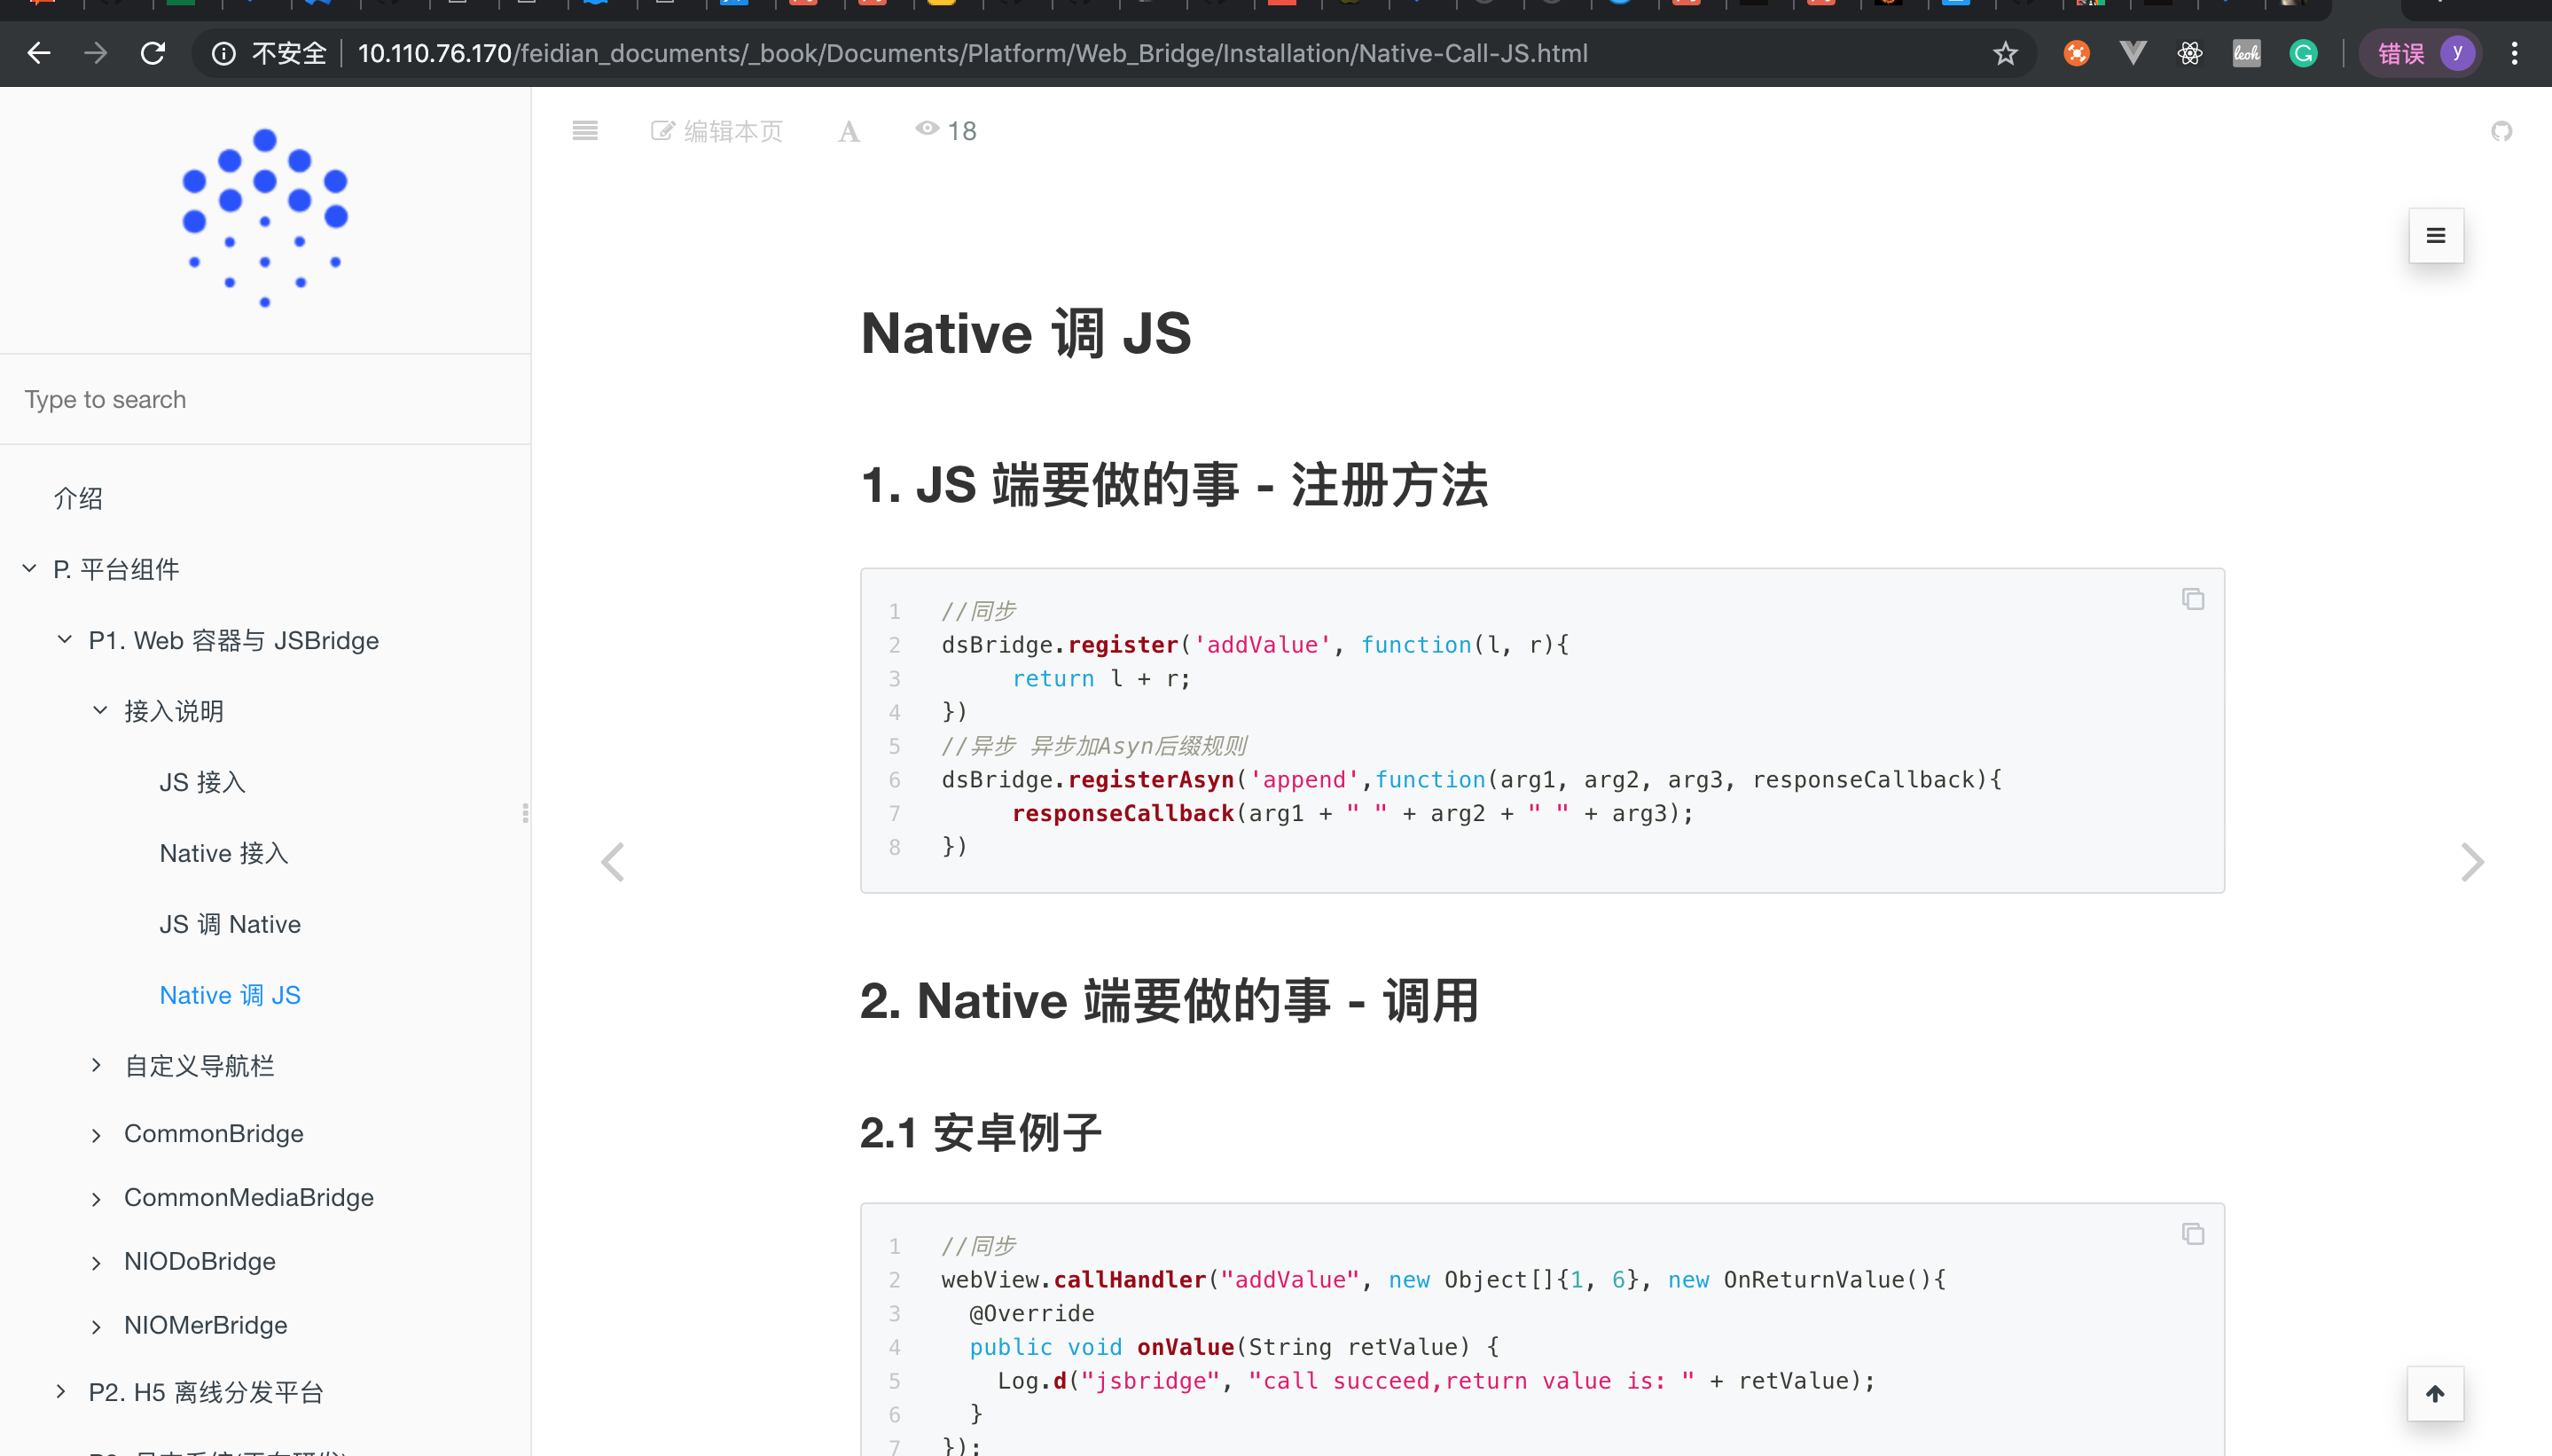 不安全 10.110.76.170/feidian_documents/_book/Documents/Platform/Web_Bridge/Installation/Native-Call-JS.html
leoh
错误 y
编辑本页 A 18
Type to search
介绍
P. 平台组件
P1. Web 容器与 JSBridge
接入说明
JS 接入
Native 接入
JS 调 Native
Native 调 JS
自定义导航栏
CommonBridge
CommonMediaBridge
NIODoBridge
NIOMerBridge
P2. H5 离线分发平台
Native 调 JS
1. JS 端要做的事 - 注册方法
1 //同步
2 dsBridge.register('addValue', function(l, r){
3 return l + r;
4 })
5 //异步 异步加Asyn后缀规则
6 dsBridge.registerAsyn('append',function(arg1, arg2, arg3, responseCallback){
7 responseCallback(arg1 + " " + arg2 + " " + arg3);
8 })
2. Native 端要做的事 - 调用
2.1 安卓例子
1 //同步
2 webView.callHandler("addValue", new Object[]{1, 6}, new OnReturnValue(){
3 @Override
4 public void onValue(String retValue) {
5 Log.d("jsbridge", "call succeed,return value is: " + retValue);
6 }
7 });